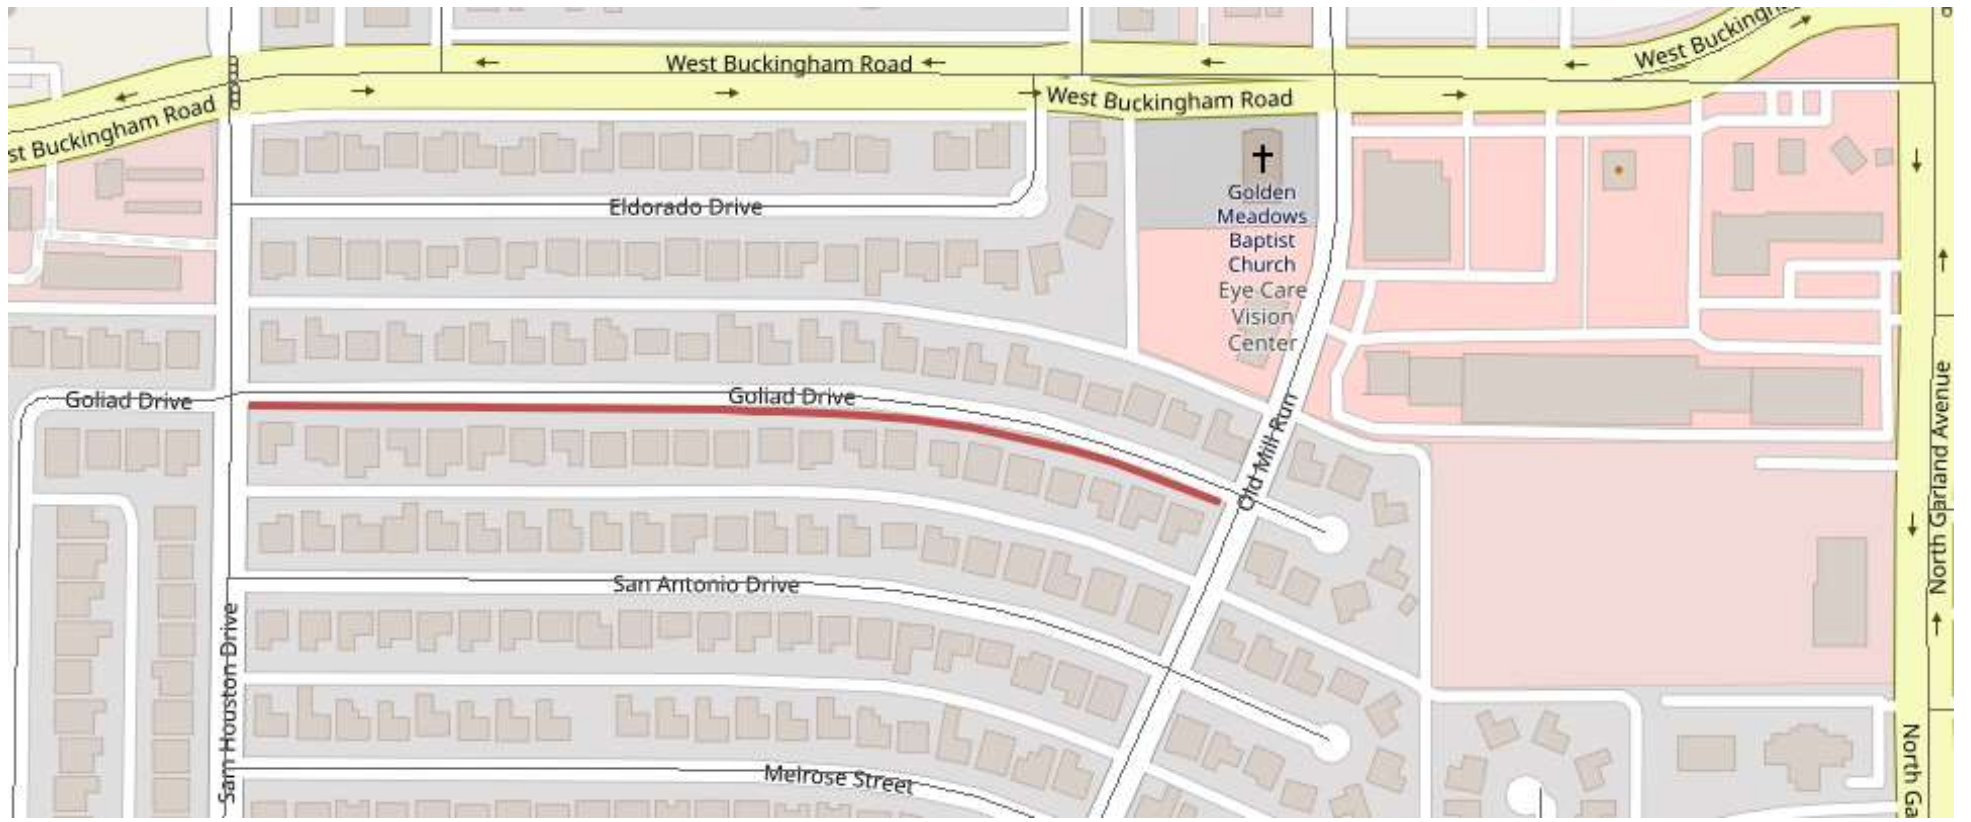 West Buckingham
West Buckingham Road
West Buckingham Road
st Buckingham Road
Golden
Meadows
Baptist
Church
Eye Care
Vision
Center
Eldorado Drive
Goliad Drive
Goliad Drive
Old Mill Run
North Garland Avenue
San Antonio Drive
Sam Houston Drive
Melrose Street
North Ga